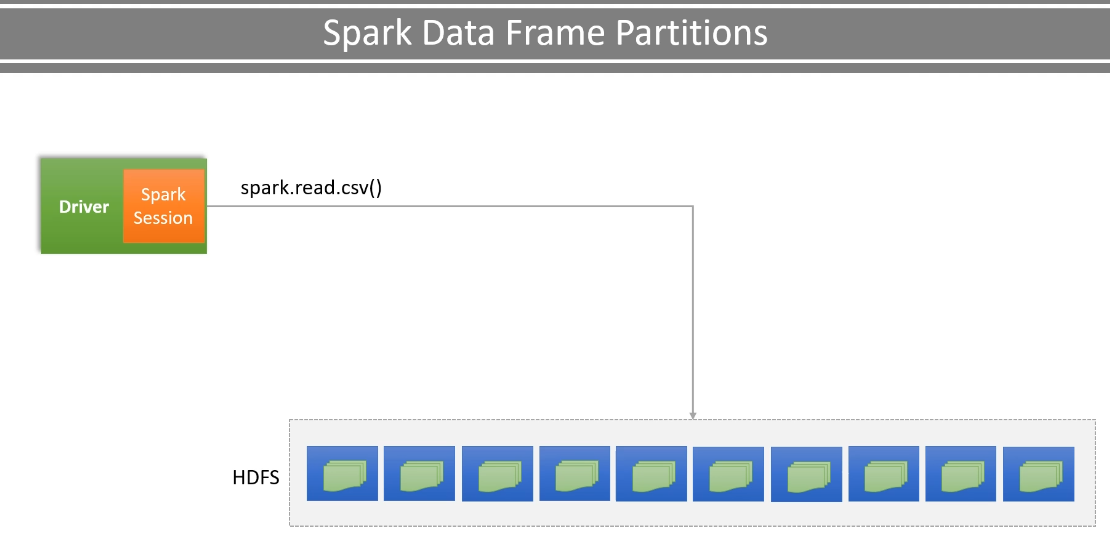 Spark Data Frame Partitions
spark.read.csv()
Driver
Spark
Session
HDFS